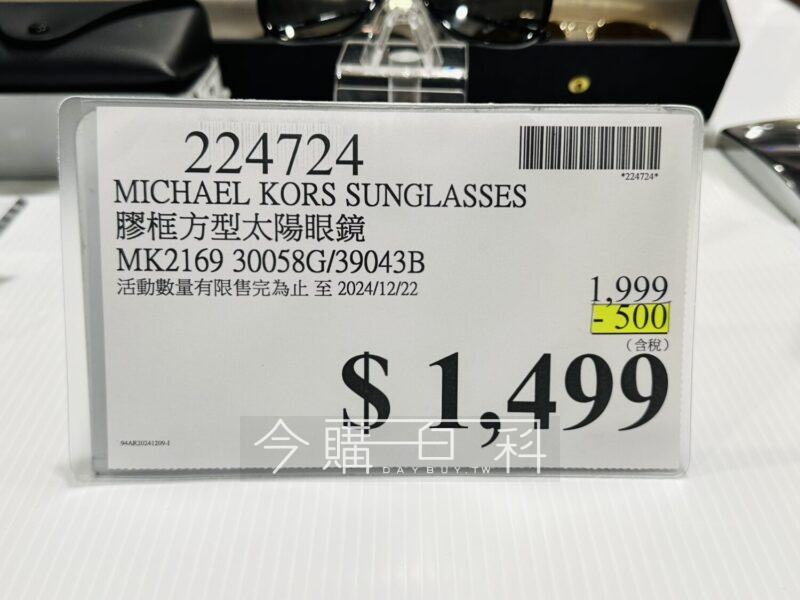 224724
*224724*
MICHAEL KORS SUNGLASSES
膠框方型太陽眼鏡
MK2169 30058G/39043B
活動數量有限售完為止 至 2024/12/22
1,999
- 500
(含稅)
$ 1,499
94AR20241209-1
今購百科
DAYBUY.TW